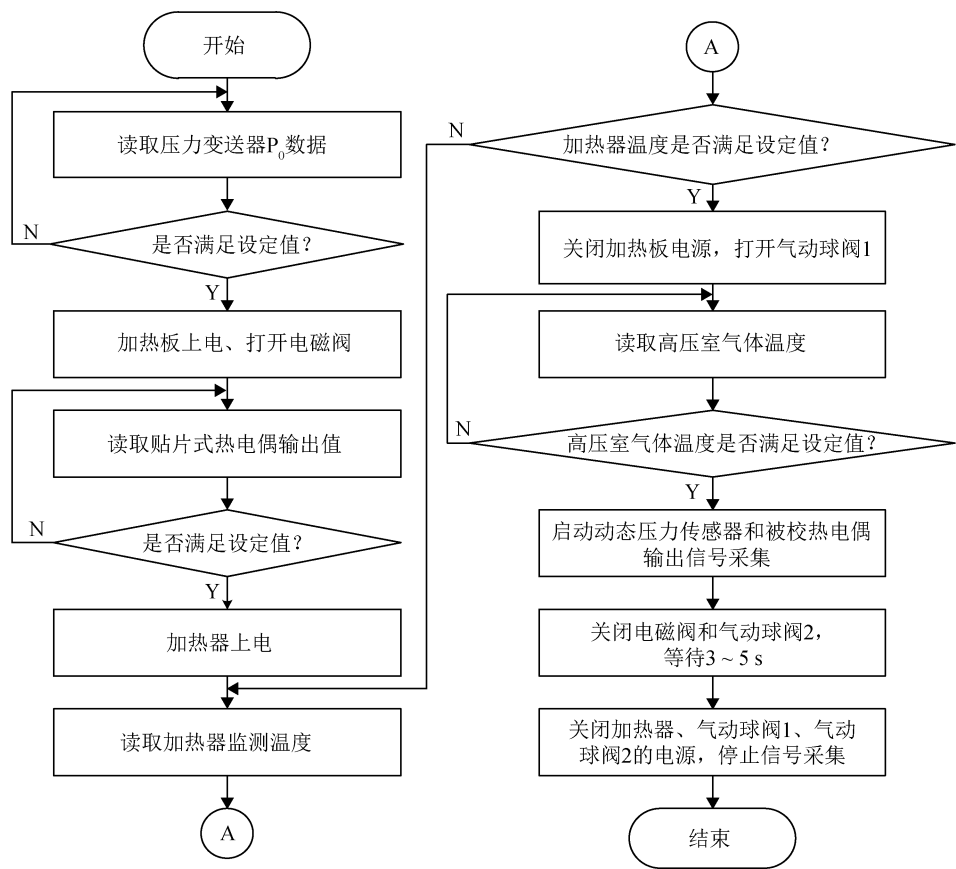 开始
读取压力变送器P₀数据
N
是否满足设定值？
Y
加热板上电、打开电磁阀
读取贴片式热电偶输出值
N
是否满足设定值？
Y
加热器上电
读取加热器监测温度
A
A
N
加热器温度是否满足设定值？
Y
关闭加热板电源，打开气动球阀1
读取高压室气体温度
N
高压室气体温度是否满足设定值？
Y
启动动态压力传感器和被校热电偶
输出信号采集
关闭电磁阀和气动球阀2，
等待3 ~ 5 s
关闭加热器、气动球阀1、气动
球阀2的电源，停止信号采集
结束